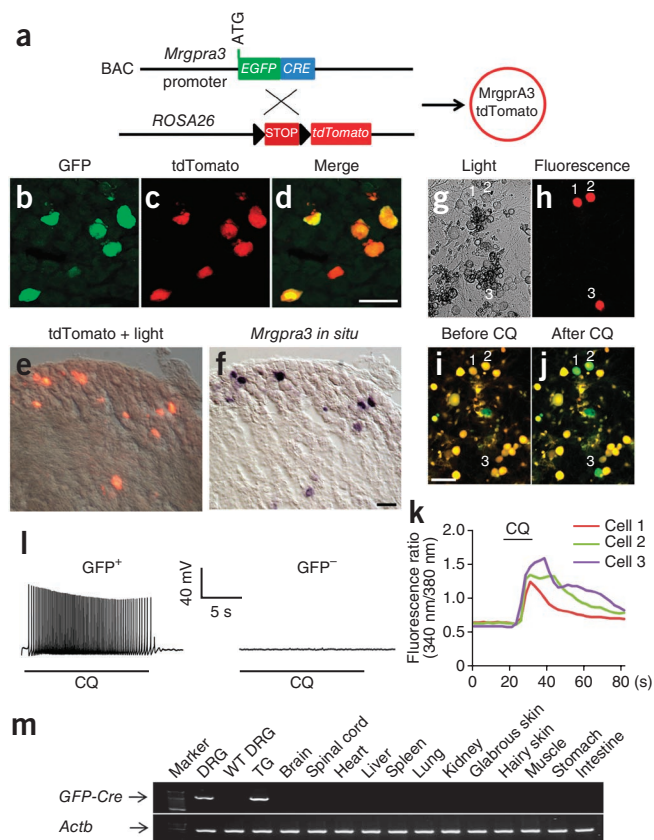 a
ATG
Mrgpra3
BAC
EGFP CRE
promoter
ROSA26
STOP
tdTomato
MrgprA3
tdTomato
GFP
tdTomato
Merge
b
c
d
Light
Fluorescence
g
1 2
3
h
1 2
3
tdTomato + light
Mrgpra3 in situ
e
f
Before CQ
After CQ
i
1 2
3
j
1 2
3
k
CQ
Cell 1
Cell 2
Cell 3
Fluorescence ratio
(340 nm/380 nm)
2.0
1.5
1.0
0.5
0
0 20 40 60 80 (s)
l
GFP+
40 mV
5 s
GFP–
CQ
CQ
m
Marker
DRG
WT DRG
TG
Brain
Spinal cord
Heart
Liver
Spleen
Lung
Kidney
Glabrous skin
Hairy skin
Muscle
Stomach
Intestine
GFP-Cre
Actb